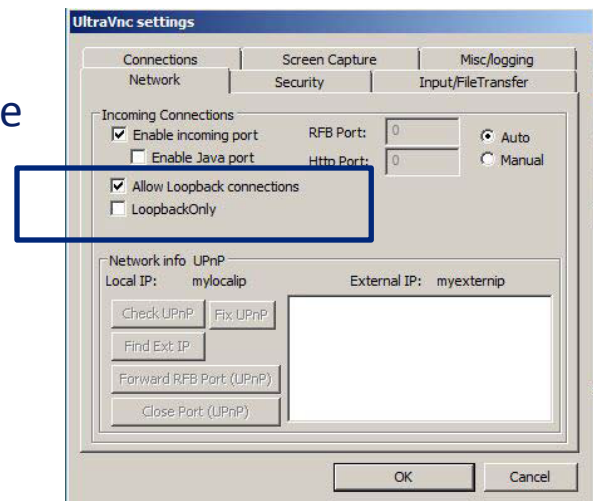 UltraVnc settings
Connections Screen Capture Misc/logging
Network Security Input/FileTransfer
e
Incoming Connections
Enable incoming port RFB Port: 0 Auto
Enable Java port Http Port: 0 Manual
Allow Loopback connections
LoopbackOnly
Network info UPnP
Local IP: mylocalip External IP: myexternip
Check UPnP Fix UPnP
Find Ext IP
Forward RFB Port (UPnP)
Close Port (UPnP)
OK Cancel